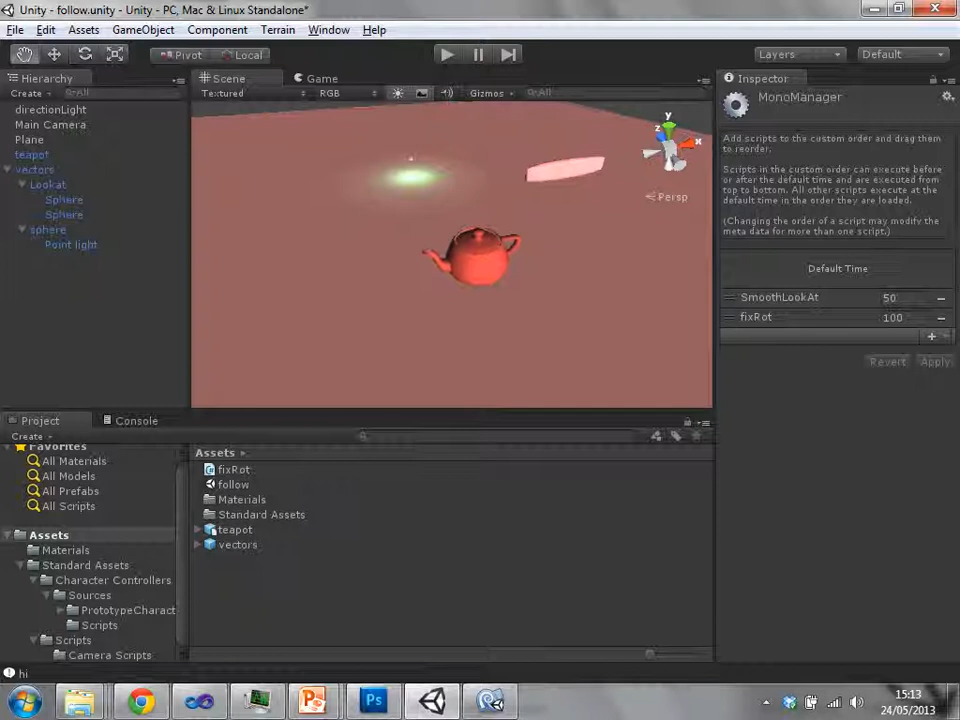 Unity - follow.unity - Unity - PC, Mac & Linux Standalone*
File Edit Assets GameObject Component Terrain Window Help
Pivot Local Layers Default
Hierarchy
Create All
directionLight
Main Camera
Plane
teapot
vectors
Lookat
Sphere
Sphere
sphere
Point light
Scene Game
Textured RGB Gizmos All
y
z
x
Persp
Inspector
MonoManager
Add scripts to the custom order and drag them
to reorder.
Scripts in the custom order can execute before
or after the default time and are executed from
top to bottom. All other scripts execute at the
default time in the order they are loaded.
(Changing the order of a script may modify the
meta data for more than one script.)
Default Time
SmoothLookAt 50
fixRot 100
Revert Apply
Project Console
Create
Favorites
All Materials
All Models
All Prefabs
All Scripts
Assets
Materials
Standard Assets
Character Controllers
Sources
PrototypeCharact
Scripts
Scripts
Camera Scripts
Assets
fixRot
follow
Materials
Standard Assets
teapot
vectors
hi
15:13
24/05/2013